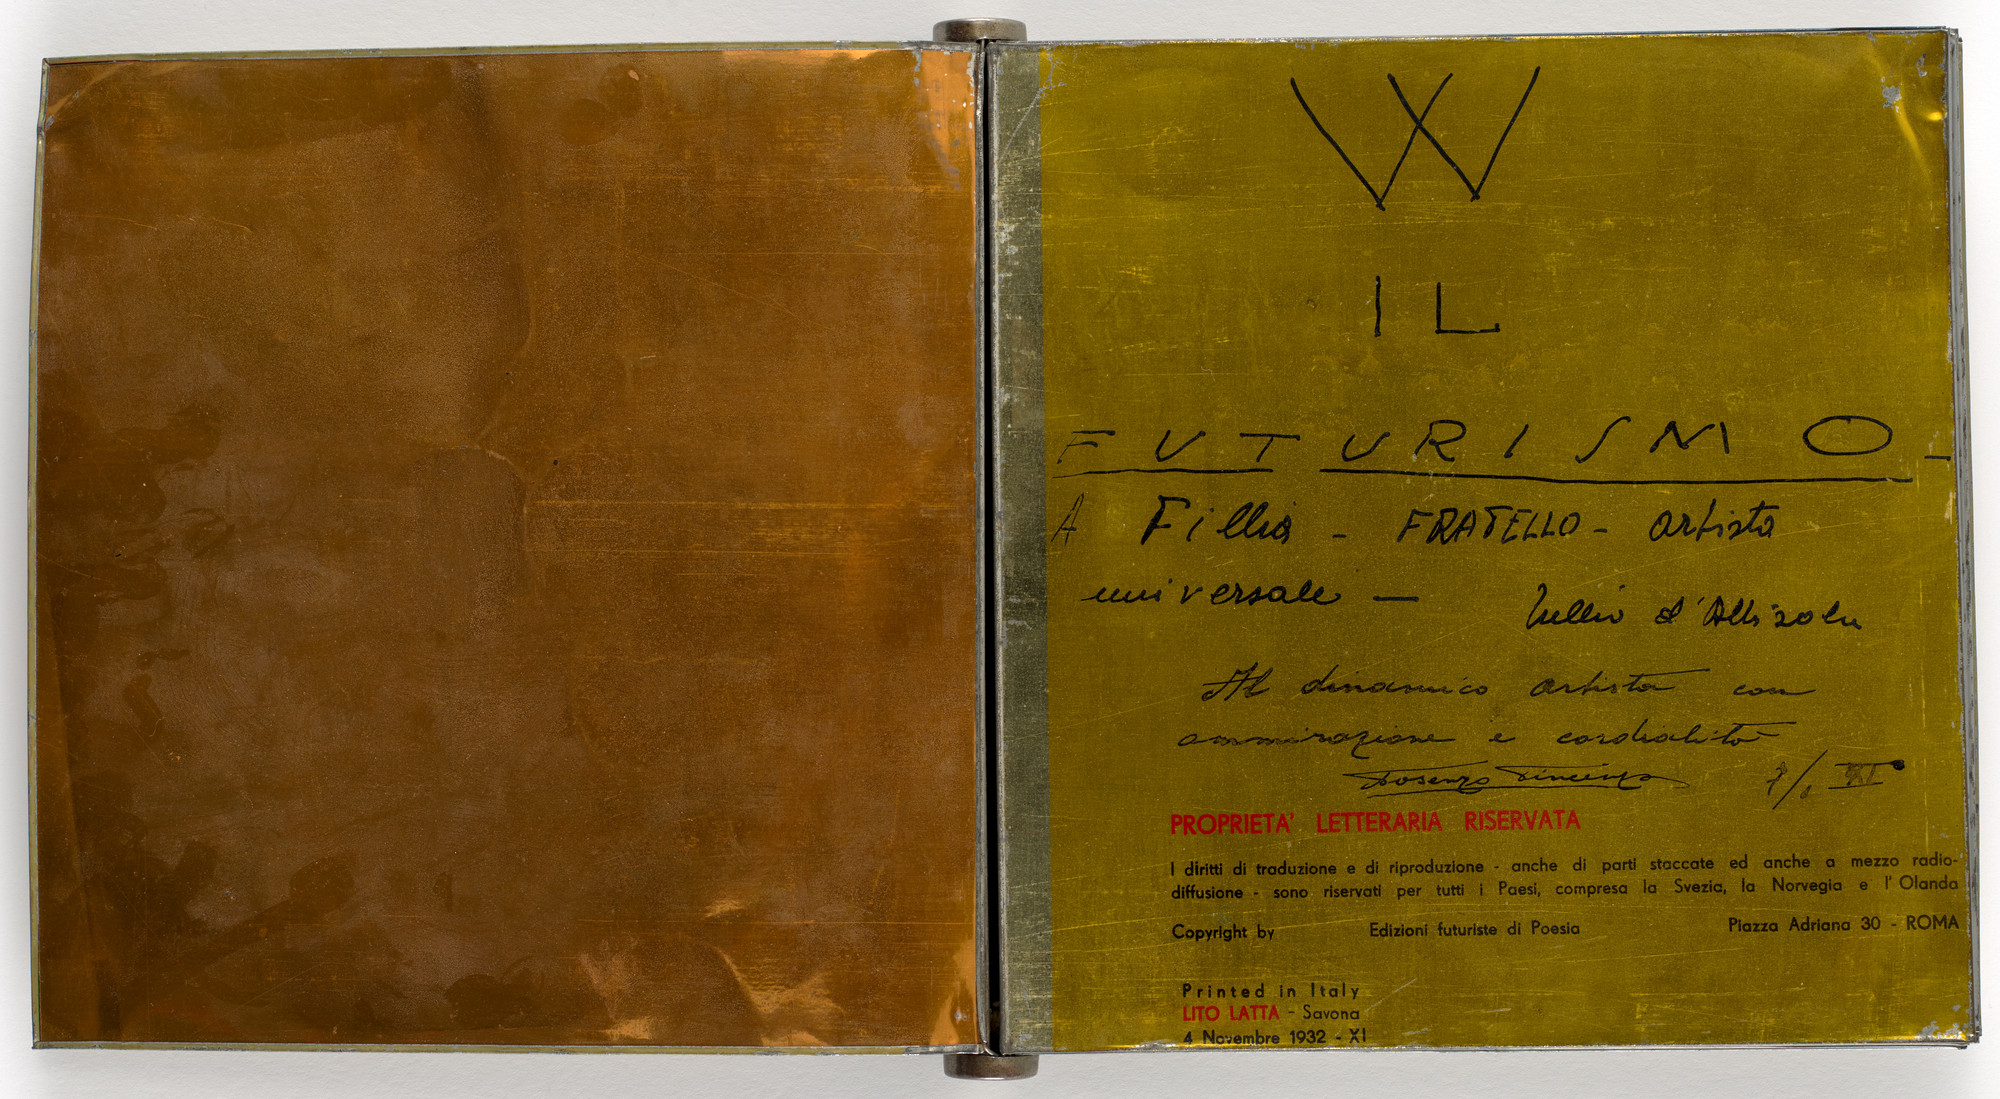 W
IL
FUTURISMO -
A Fillia - FRATELLO - artista
universale — Tullio d'Albisola
Al dinamico artista con
ammirazione e cordialità
XI
PROPRIETA' LETTERARIA RISERVATA
I diritti di traduzione e di riproduzione - anche di parti staccate ed anche a mezzo radio-
diffusione - sono riservati per tutti i Paesi, compresa la Svezia, la Norvegia e l' Olanda
Copyright by Edizioni futuriste di Poesia Piazza Adriana 30 - ROMA
Printed in Italy
LITO LATTA - Savona
4 Novembre 1932 - XI